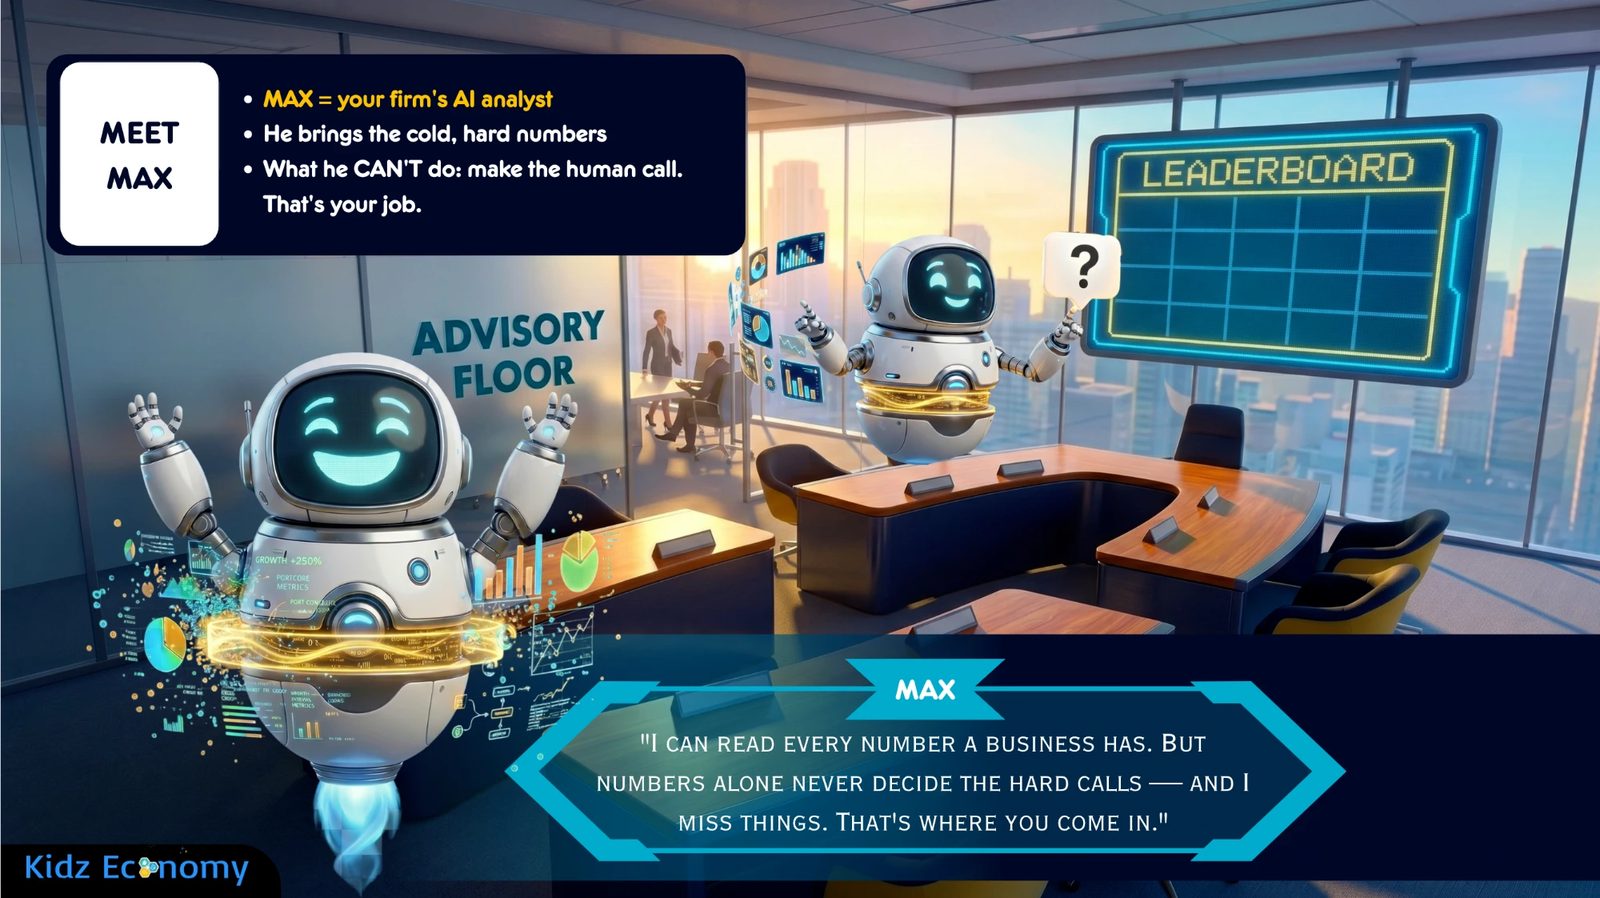 MEET
MAX
• MAX = your firm's AI analyst
• He brings the cold, hard numbers
• What he CAN'T do: make the human call.
That's your job.
LEADERBOARD
?
ADVISORY
FLOOR
GROWTH +250%
PORTCORE
METRICS
MAX
"I CAN READ EVERY NUMBER A BUSINESS HAS. BUT
NUMBERS ALONE NEVER DECIDE THE HARD CALLS — AND I
MISS THINGS. THAT'S WHERE YOU COME IN."
Kidz Economy